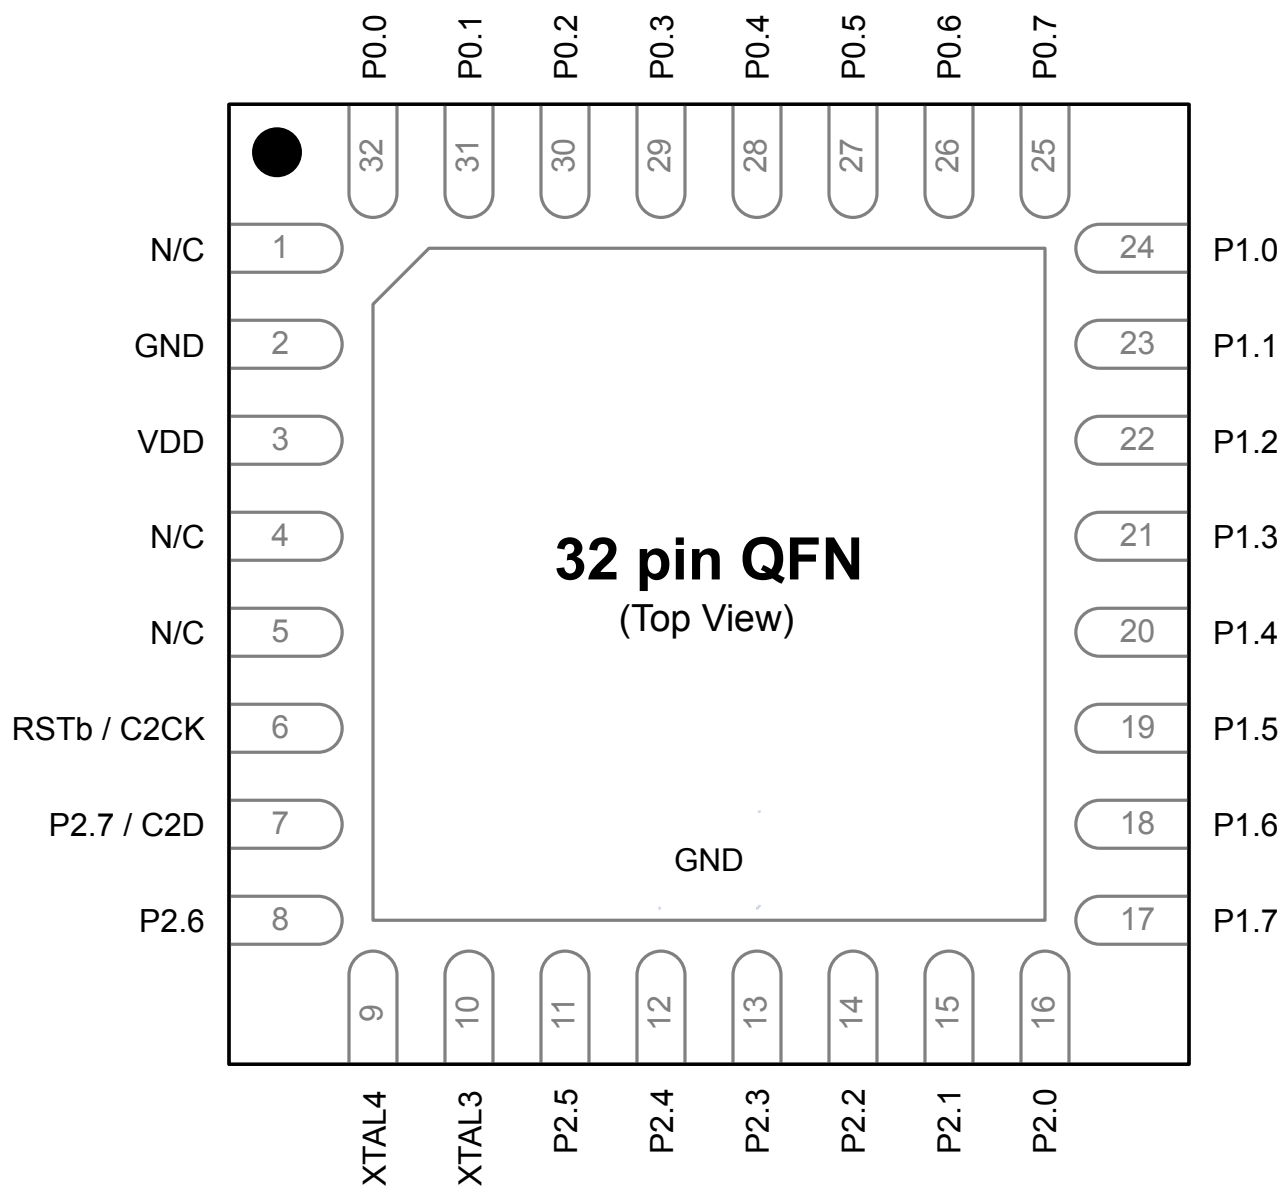 P0.0
P0.1
P0.2
P0.3
P0.4
P0.5
P0.6
P0.7
32
31
30
29
28
27
26
25
N/C 1
GND 2
VDD 3
N/C 4
N/C 5
RSTb / C2CK 6
P2.7 / C2D 7
P2.6 8
24 P1.0
23 P1.1
22 P1.2
21 P1.3
20 P1.4
19 P1.5
18 P1.6
17 P1.7
32 pin QFN
(Top View)
GND
9
10
11
12
13
14
15
16
XTAL4
XTAL3
P2.5
P2.4
P2.3
P2.2
P2.1
P2.0